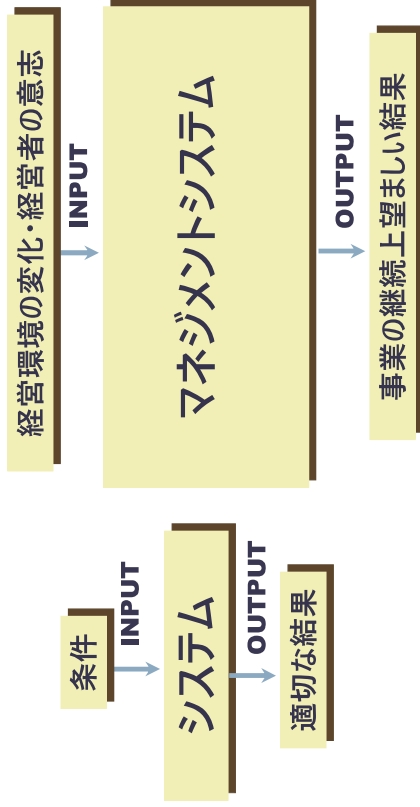 条件
INPUT
システム
OUTPUT
適切な結果
経営環境の変化・経営者の意志
INPUT
マネジメントシステム
OUTPUT
事業の継続上望ましい結果